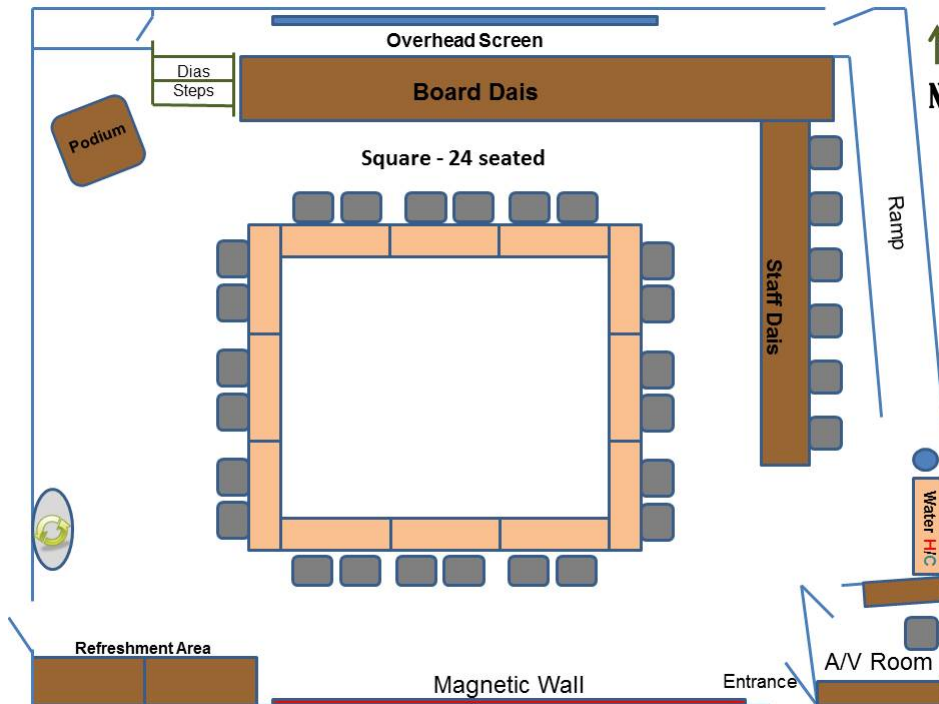 Overhead Screen
Dias
Steps
Board Dais
N
Podium
Square - 24 seated
Ramp
Staff Dais
Water H/C
Refreshment Area
Magnetic Wall
Entrance
A/V Room